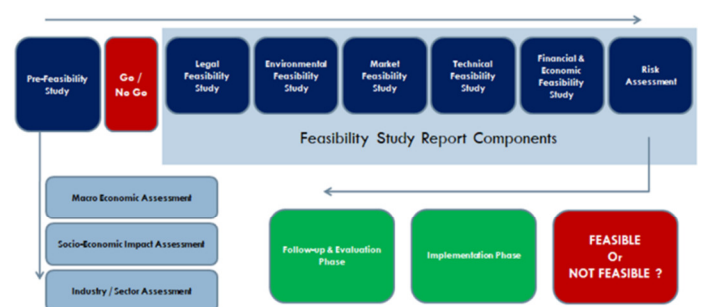 Pre-Feasibility
Study
Go /
No Go
Legal
Feasibility
Study
Environmental
Feasibility
Study
Market
Feasibility
Study
Technical
Feasibility
Study
Financial &
Economic
Feasibility
Study
Risk
Assessment
Feasibility Study Report Components
Macro Economic Assessment
Socio-Economic Impact Assessment
Industry / Sector Assessment
Follow-up & Evaluation
Phase
Implementation Phase
FEASIBLE
Or
NOT FEASIBLE ?